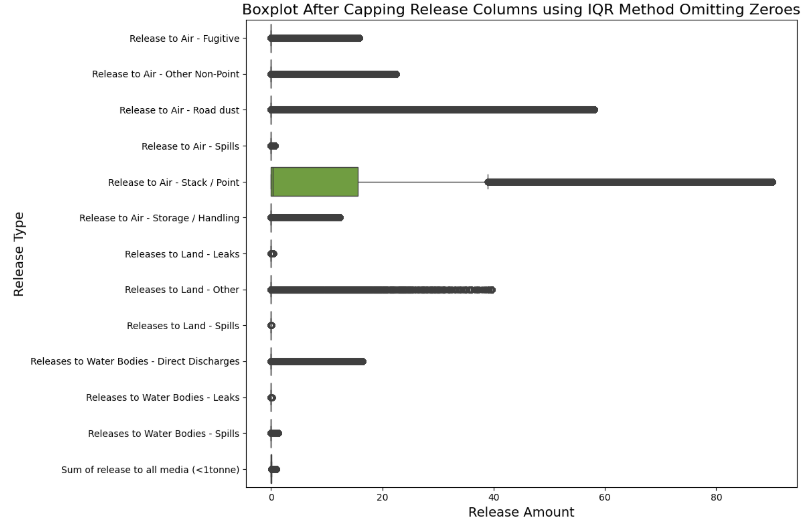 Boxplot After Capping Release Columns using IQR Method Omitting Zeroes
Release Type
Release to Air - Fugitive
Release to Air - Other Non-Point
Release to Air - Road dust
Release to Air - Spills
Release to Air - Stack / Point
Release to Air - Storage / Handling
Releases to Land - Leaks
Releases to Land - Other
Releases to Land - Spills
Releases to Water Bodies - Direct Discharges
Releases to Water Bodies - Leaks
Releases to Water Bodies - Spills
Sum of release to all media (<1tonne)
0 20 40 60 80
Release Amount